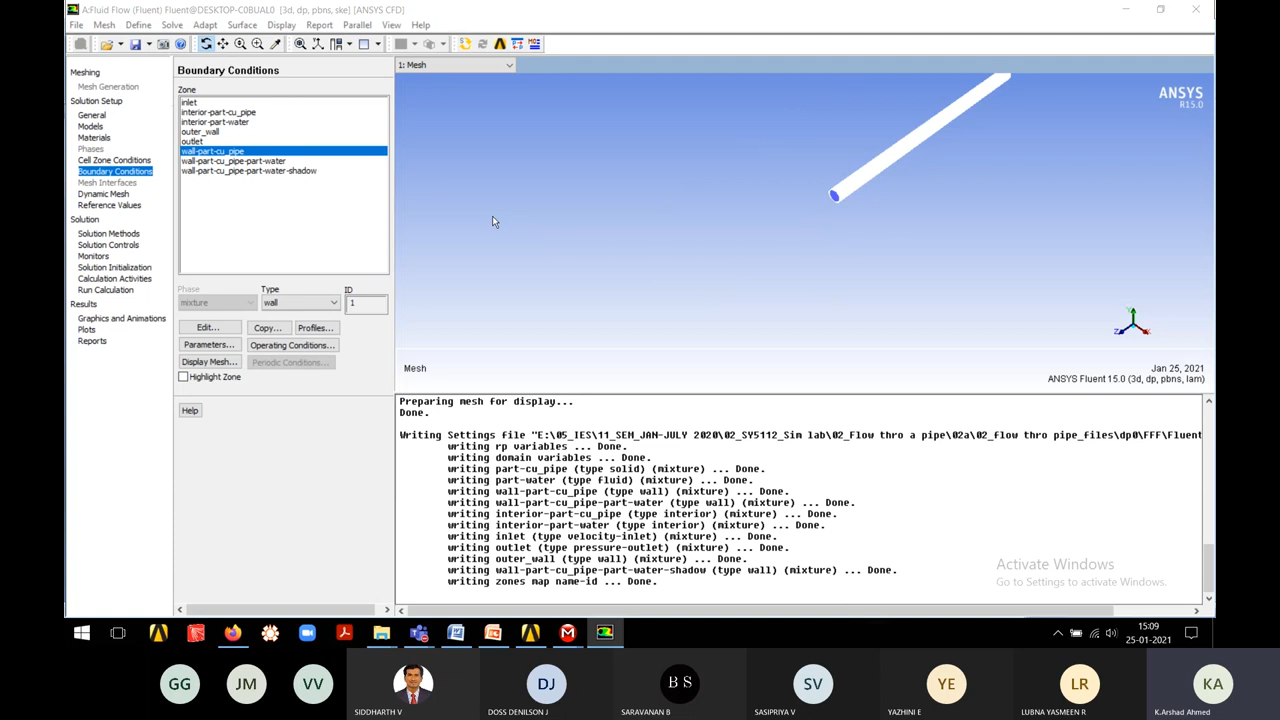 A:Fluid Flow (Fluent) Fluent@DESKTOP-C0BUAL0 [3d, dp, pbns, ske] [ANSYS CFD]
File Mesh Define Solve Adapt Surface Display Report Parallel View Help
Meshing
Mesh Generation
Solution Setup
General
Models
Materials
Phases
Cell Zone Conditions
Boundary Conditions
Mesh Interfaces
Dynamic Mesh
Reference Values
Solution
Solution Methods
Solution Controls
Monitors
Solution Initialization
Calculation Activities
Run Calculation
Results
Graphics and Animations
Plots
Reports
Boundary Conditions
Zone
inlet
interior-part-cu_pipe
interior-part-water
outer_wall
outlet
wall-part-cu_pipe
wall-part-cu_pipe-part-water
wall-part-cu_pipe-part-water-shadow
Phase Type ID
mixture wall 1
Edit... Copy... Profiles...
Parameters... Operating Conditions...
Display Mesh... Periodic Conditions...
Highlight Zone
Help
1: Mesh
ANSYS
R15.0
Y
Z X
Mesh
Jan 25, 2021
ANSYS Fluent 15.0 (3d, dp, pbns, lam)
Preparing mesh for display...
Done.
Writing Settings file "E:\05_IES\11_SEM_JAN-JULY 2020\02_SY5112_Sim lab\02_Flow thro a pipe\02a\02_flow thro pipe_files\dp0\FFF\Fluent
writing rp variables ... Done.
writing domain variables ... Done.
writing part-cu_pipe (type solid) (mixture) ... Done.
writing part-water (type fluid) (mixture) ... Done.
writing wall-part-cu_pipe (type wall) (mixture) ... Done.
writing wall-part-cu_pipe-part-water (type wall) (mixture) ... Done.
writing interior-part-cu_pipe (type interior) (mixture) ... Done.
writing interior-part-water (type interior) (mixture) ... Done.
writing inlet (type velocity-inlet) (mixture) ... Done.
writing outlet (type pressure-outlet) (mixture) ... Done.
writing outer_wall (type wall) (mixture) ... Done.
writing wall-part-cu_pipe-part-water-shadow (type wall) (mixture) ... Done.
writing zones map name-id ... Done.
Activate Windows
Go to Settings to activate Windows.
15:09
25-01-2021
GG JM VV DJ B S SV YE LR KA
SIDDHARTH V DOSS DENILSON J SARAVANAN B SASIPRIYA V YAZHINI E LUBNA YASMEEN R K.Arshad Ahmed